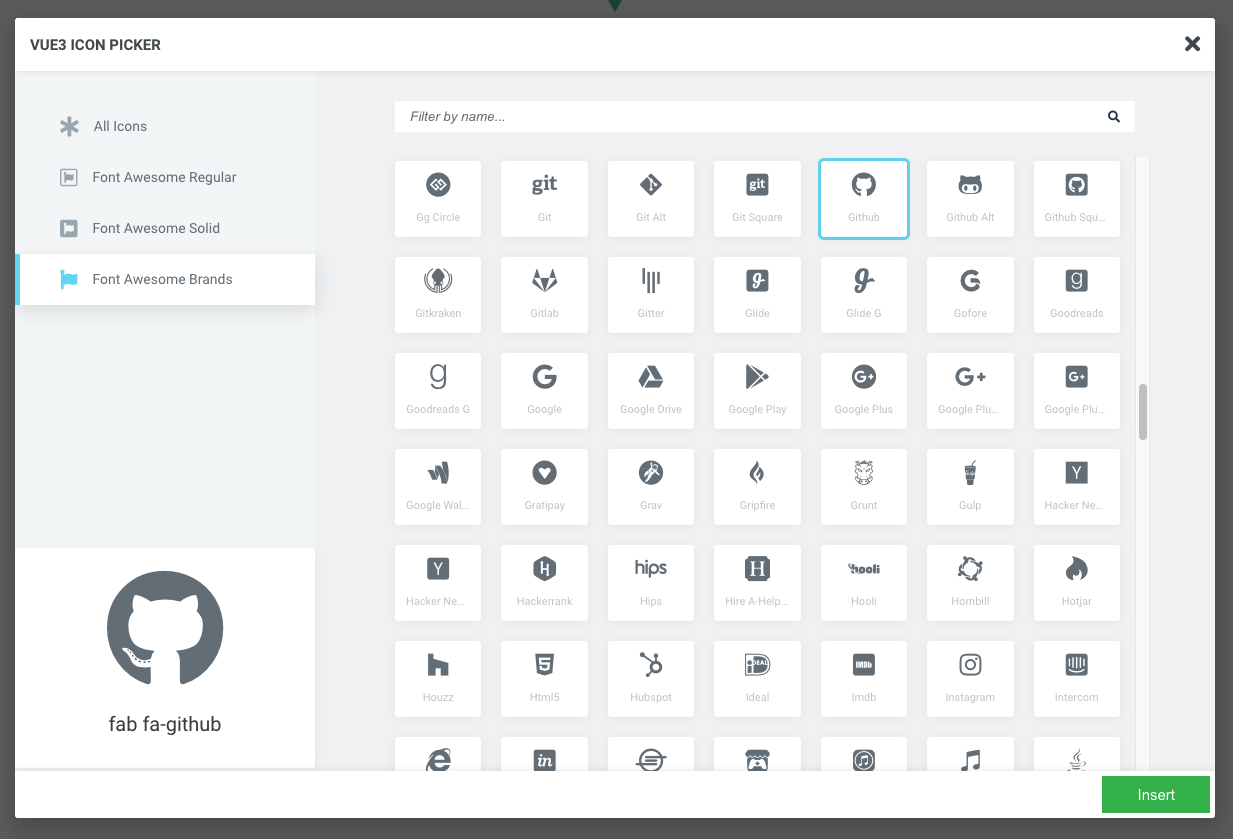 VUE3 ICON PICKER
All Icons
Font Awesome Regular
Font Awesome Solid
Font Awesome Brands
fab fa-github
Filter by name...
git
git
Gg Circle Git Git Alt Git Square Github Github Alt Github Squ...
g
Gitkraken Gitlab Gitter Glide Glide G Gofore Goodreads
g G G+ G+ G+
Goodreads G Google Google Drive Google Play Google Plus Google Plu... Google Plu...
Y
Google Wal... Gratipay Grav Gripfire Grunt Gulp Hacker Ne...
Y H hips H hooli
Hacker Ne... Hackerrank Hips Hire A-Help... Hooli Hornbill Hotjar
5 iDEAL IMDb
Houzz Html5 Hubspot Ideal Imdb Instagram Intercom
e in
Insert